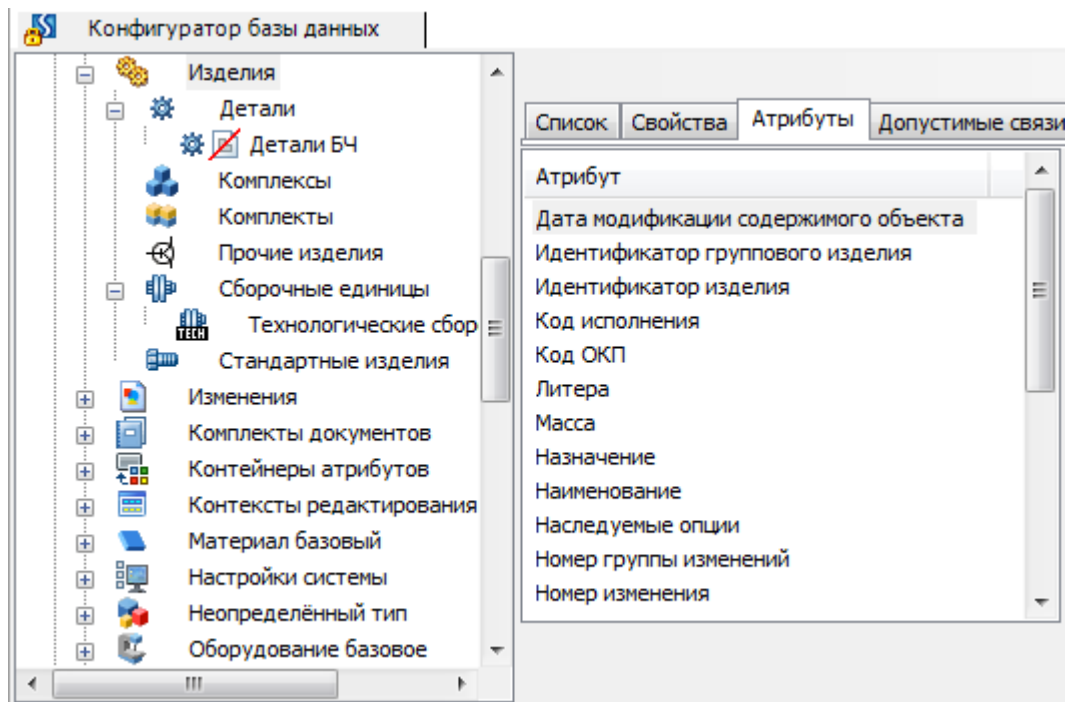 Конфигуратор базы данных
Изделия
Детали
Детали БЧ
Комплексы
Комплекты
Прочие изделия
Сборочные единицы
TECH Технологические сбор
Стандартные изделия
Изменения
Комплекты документов
Контейнеры атрибутов
Контексты редактирования
Материал базовый
Настройки системы
Неопределённый тип
Оборудование базовое
Список Свойства Атрибуты Допустимые связи
Атрибут
Дата модификации содержимого объекта
Идентификатор группового изделия
Идентификатор изделия
Код исполнения
Код ОКП
Литера
Масса
Назначение
Наименование
Наследуемые опции
Номер группы изменений
Номер изменения